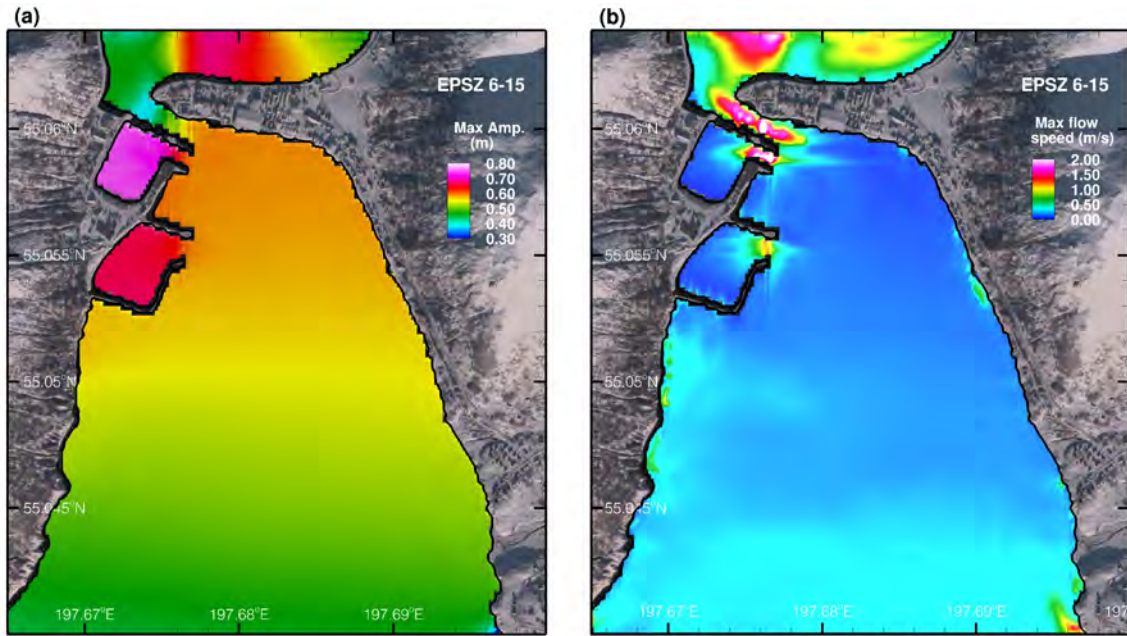 (a)
EPSZ 6-15
Max Amp.
(m)
0.80
0.70
0.60
0.50
0.40
0.30
55.06°N
55.055°N
55.05°N
55.045°N
197.67°E
197.68°E
197.69°E
(b)
EPSZ 6-15
Max flow
speed (m/s)
2.00
1.50
1.00
0.50
0.00
55.06°N
55.055°N
55.05°N
55.045°N
197.67°E
197.68°E
197.69°E